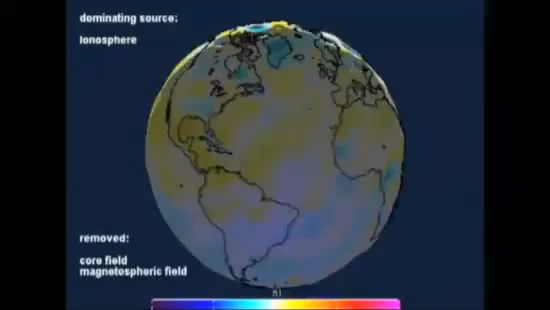 dominating source:
Ionosphere
removed:
core field
magnetospheric field